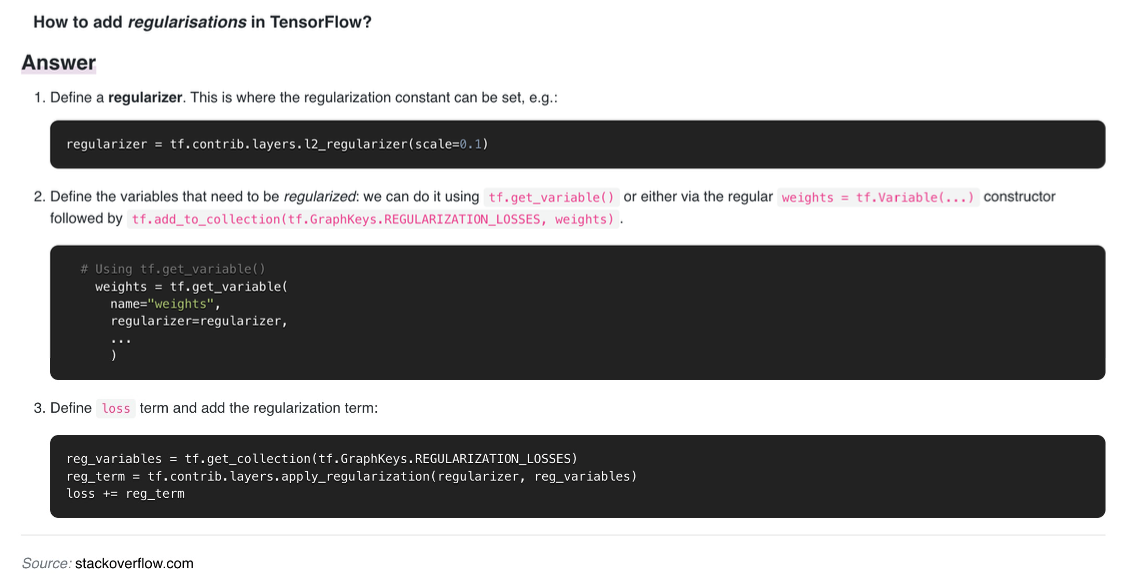 How to add regularisations in TensorFlow?
Answer
1. Define a regularizer. This is where the regularization constant can be set, e.g.:
regularizer = tf.contrib.layers.l2_regularizer(scale=0.1)
2. Define the variables that need to be regularized: we can do it using tf.get_variable() or either via the regular weights = tf.Variable(...) constructor
followed by tf.add_to_collection(tf.GraphKeys.REGULARIZATION_LOSSES, weights).
# Using tf.get_variable()
weights = tf.get_variable(
name="weights",
regularizer=regularizer,
...
)
3. Define loss term and add the regularization term:
reg_variables = tf.get_collection(tf.GraphKeys.REGULARIZATION_LOSSES)
reg_term = tf.contrib.layers.apply_regularization(regularizer, reg_variables)
loss += reg_term
Source: stackoverflow.com